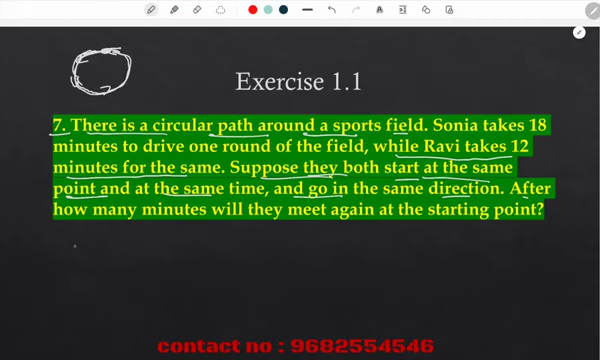 Exercise 1.1
7. There is a circular path around a sports field. Sonia takes 18
minutes to drive one round of the field, while Ravi takes 12
minutes for the same. Suppose they both start at the same
point and at the same time, and go in the same direction. After
how many minutes will they meet again at the starting point?
contact no : 9682554546